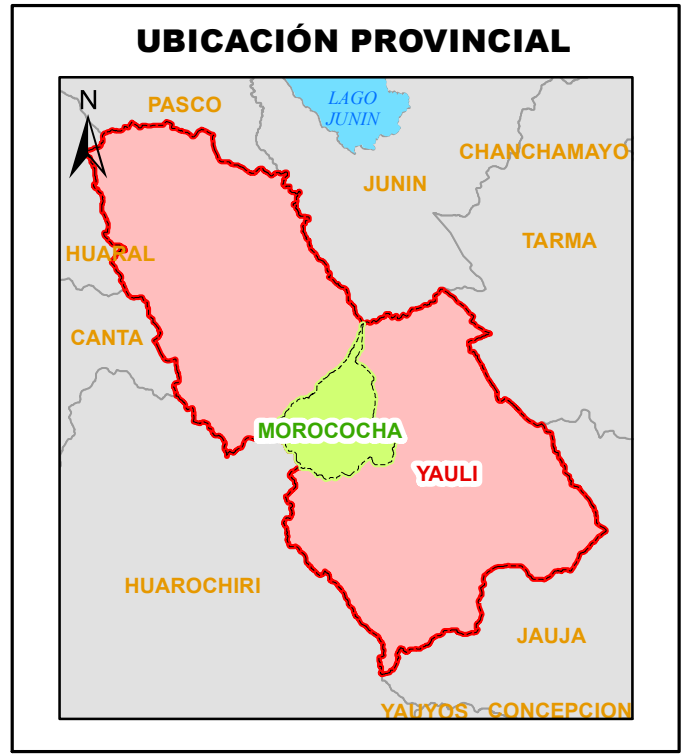 UBICACIÓN PROVINCIAL
N
PASCO
LAGO
JUNIN
CHANCHAMAYO
JUNIN
TARMA
HUARAL
CANTA
MOROCOCHA
YAULI
HUAROCHIRI
JAUJA
YAUYOS
CONCEPCION